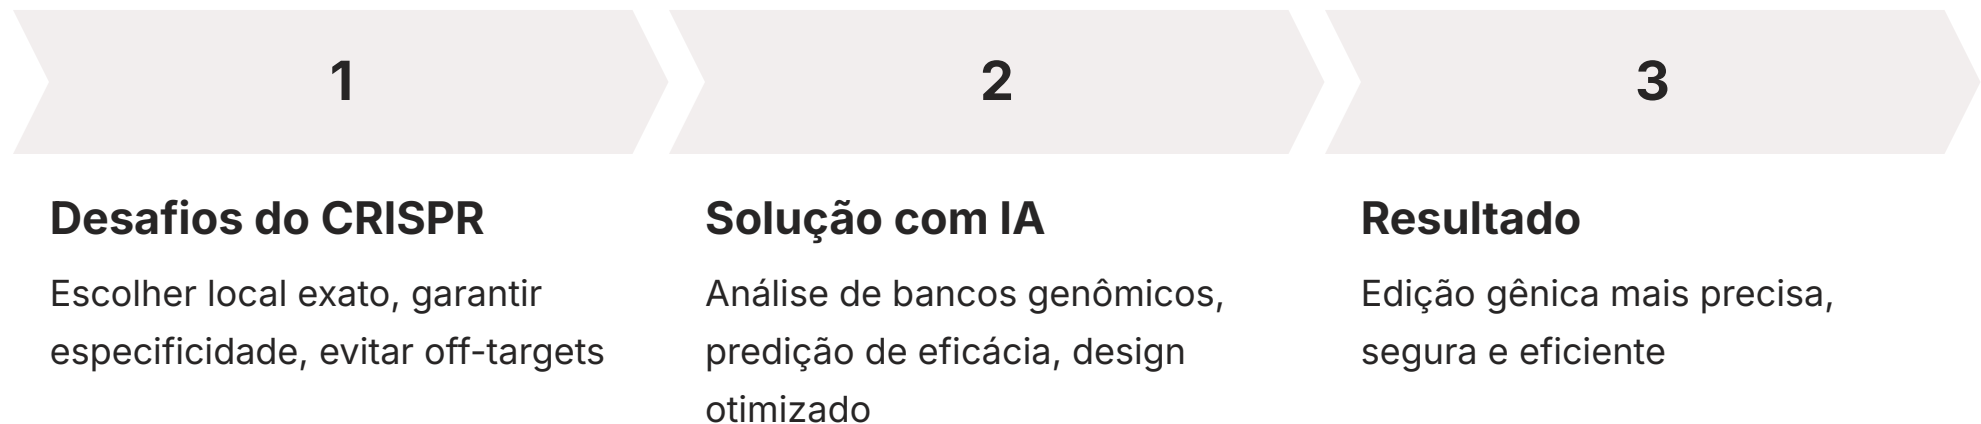 1
Desafios do CRISPR
Escolher local exato, garantir
especificidade, evitar off-targets
2
Solução com IA
Análise de bancos genômicos,
predição de eficácia, design
otimizado
3
Resultado
Edição gênica mais precisa,
segura e eficiente